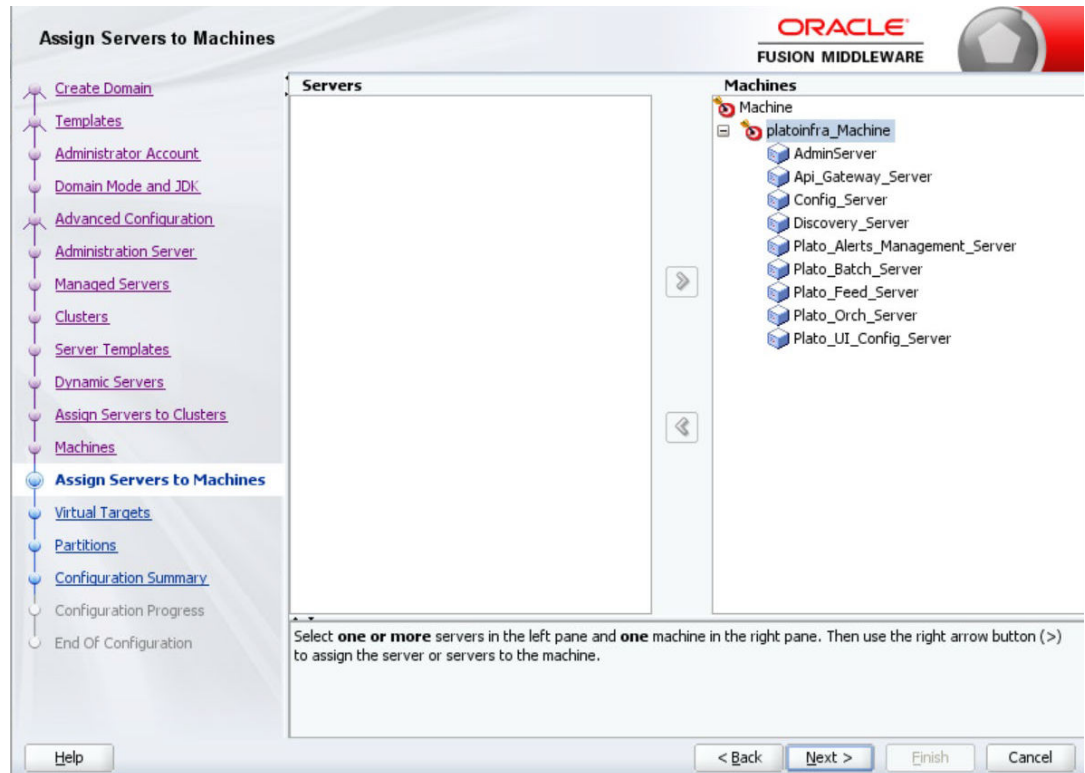 Assign Servers to Machines
ORACLE
FUSION MIDDLEWARE
Create Domain
Templates
Administrator Account
Domain Mode and JDK
Advanced Configuration
Administration Server
Managed Servers
Clusters
Server Templates
Dynamic Servers
Assign Servers to Clusters
Machines
Assign Servers to Machines
Virtual Targets
Partitions
Configuration Summary
Configuration Progress
End Of Configuration
Servers
Machines
Machine
platoinfra_Machine
AdminServer
Api_Gateway_Server
Config_Server
Discovery_Server
Plato_Alerts_Management_Server
Plato_Batch_Server
Plato_Feed_Server
Plato_Orch_Server
Plato_UI_Config_Server
Select one or more servers in the left pane and one machine in the right pane. Then use the right arrow button (>)
to assign the server or servers to the machine.
Help
< Back
Next >
Finish
Cancel